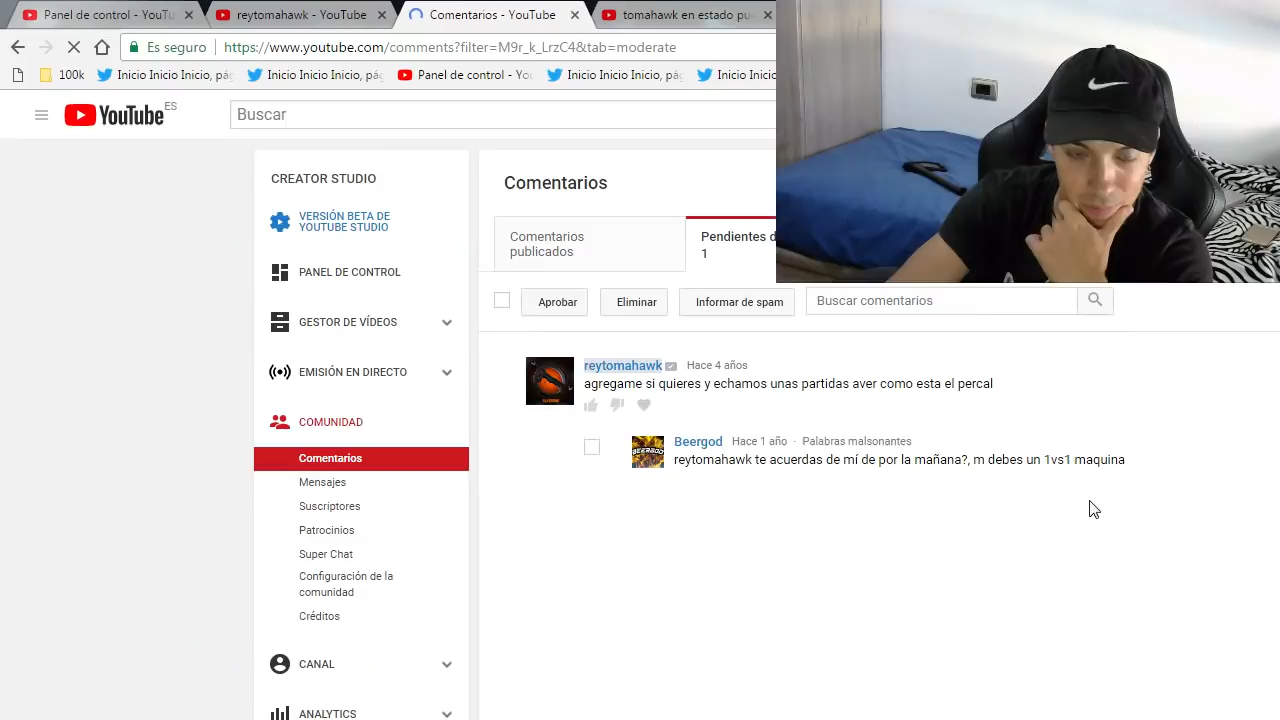 Panel de control - YouTu
reytomahawk - YouTube
Comentarios - YouTube
tomahawk en estado pu
Es seguro
https://www.youtube.com/comments?filter=M9r_k_LrzC4&tab=moderate
100k
Inicio Inicio Inicio, pág
Inicio Inicio Inicio, pág
Panel de control - You
Inicio Inicio Inicio, pág
Inicio Inicio
YouTube ES
Buscar
CREATOR STUDIO
VERSIÓN BETA DE
YOUTUBE STUDIO
PANEL DE CONTROL
GESTOR DE VÍDEOS
EMISIÓN EN DIRECTO
COMUNIDAD
Comentarios
Mensajes
Suscriptores
Patrocinios
Super Chat
Configuración de la
comunidad
Créditos
CANAL
ANALYTICS
Comentarios
Comentarios
publicados
Pendientes d
1
Aprobar
Eliminar
Informar de spam
Buscar comentarios
reytomahawk Hace 4 años
agregame si quieres y echamos unas partidas aver como esta el percal
BEERGOD
Beergod Hace 1 año · Palabras malsonantes
reytomahawk te acuerdas de mí de por la mañana?, m debes un 1vs1 maquina